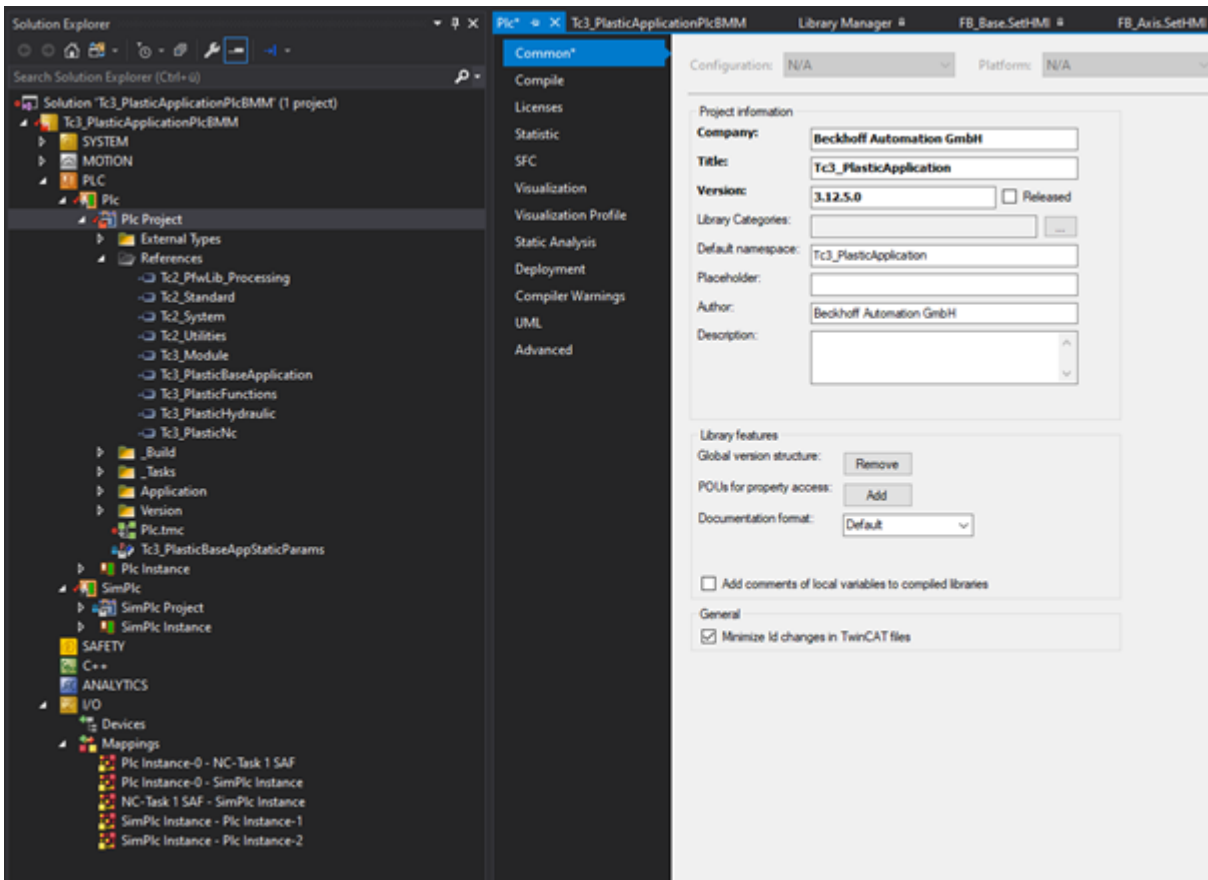 Solution Explorer
Search Solution Explorer (Ctrl+ü)
Solution 'Tc3_PlasticApplicationPlcBMM' (1 project)
Tc3_PlasticApplicationPlcBMM
SYSTEM
MOTION
PLC
Plc
Plc Project
External Types
References
Tc2_PfwLib_Processing
Tc2_Standard
Tc2_System
Tc2_Utilities
Tc3_Module
Tc3_PlasticBaseApplication
Tc3_PlasticFunctions
Tc3_PlasticHydraulic
Tc3_PlasticNc
_Build
_Tasks
Application
Version
Plc.tmc
Tc3_PlasticBaseAppStaticParams
Plc Instance
SimPlc
SimPlc Project
SimPlc Instance
SAFETY
C++
ANALYTICS
I/O
Devices
Mappings
Plc Instance-0 - NC-Task 1 SAF
Plc Instance-0 - SimPlc Instance
NC-Task 1 SAF - SimPlc Instance
SimPlc Instance - Plc Instance-1
SimPlc Instance - Plc Instance-2
Plc* Tc3_PlasticApplicationPlcBMM Library Manager FB_Base.SetHMI FB_Axis.SetHMI
Common*
Compile
Licenses
Statistic
SFC
Visualization
Visualization Profile
Static Analysis
Deployment
Compiler Warnings
UML
Advanced
Configuration: N/A Platform: N/A
Project information
Company: Beckhoff Automation GmbH
Title: Tc3_PlasticApplication
Version: 3.12.5.0 Released
Library Categories: ...
Default namespace: Tc3_PlasticApplication
Placeholder:
Author: Beckhoff Automation GmbH
Description:
Library features
Global version structure: Remove
POUs for property access: Add
Documentation format: Default
Add comments of local variables to compiled libraries
General
Minimize Id changes in TwinCAT files